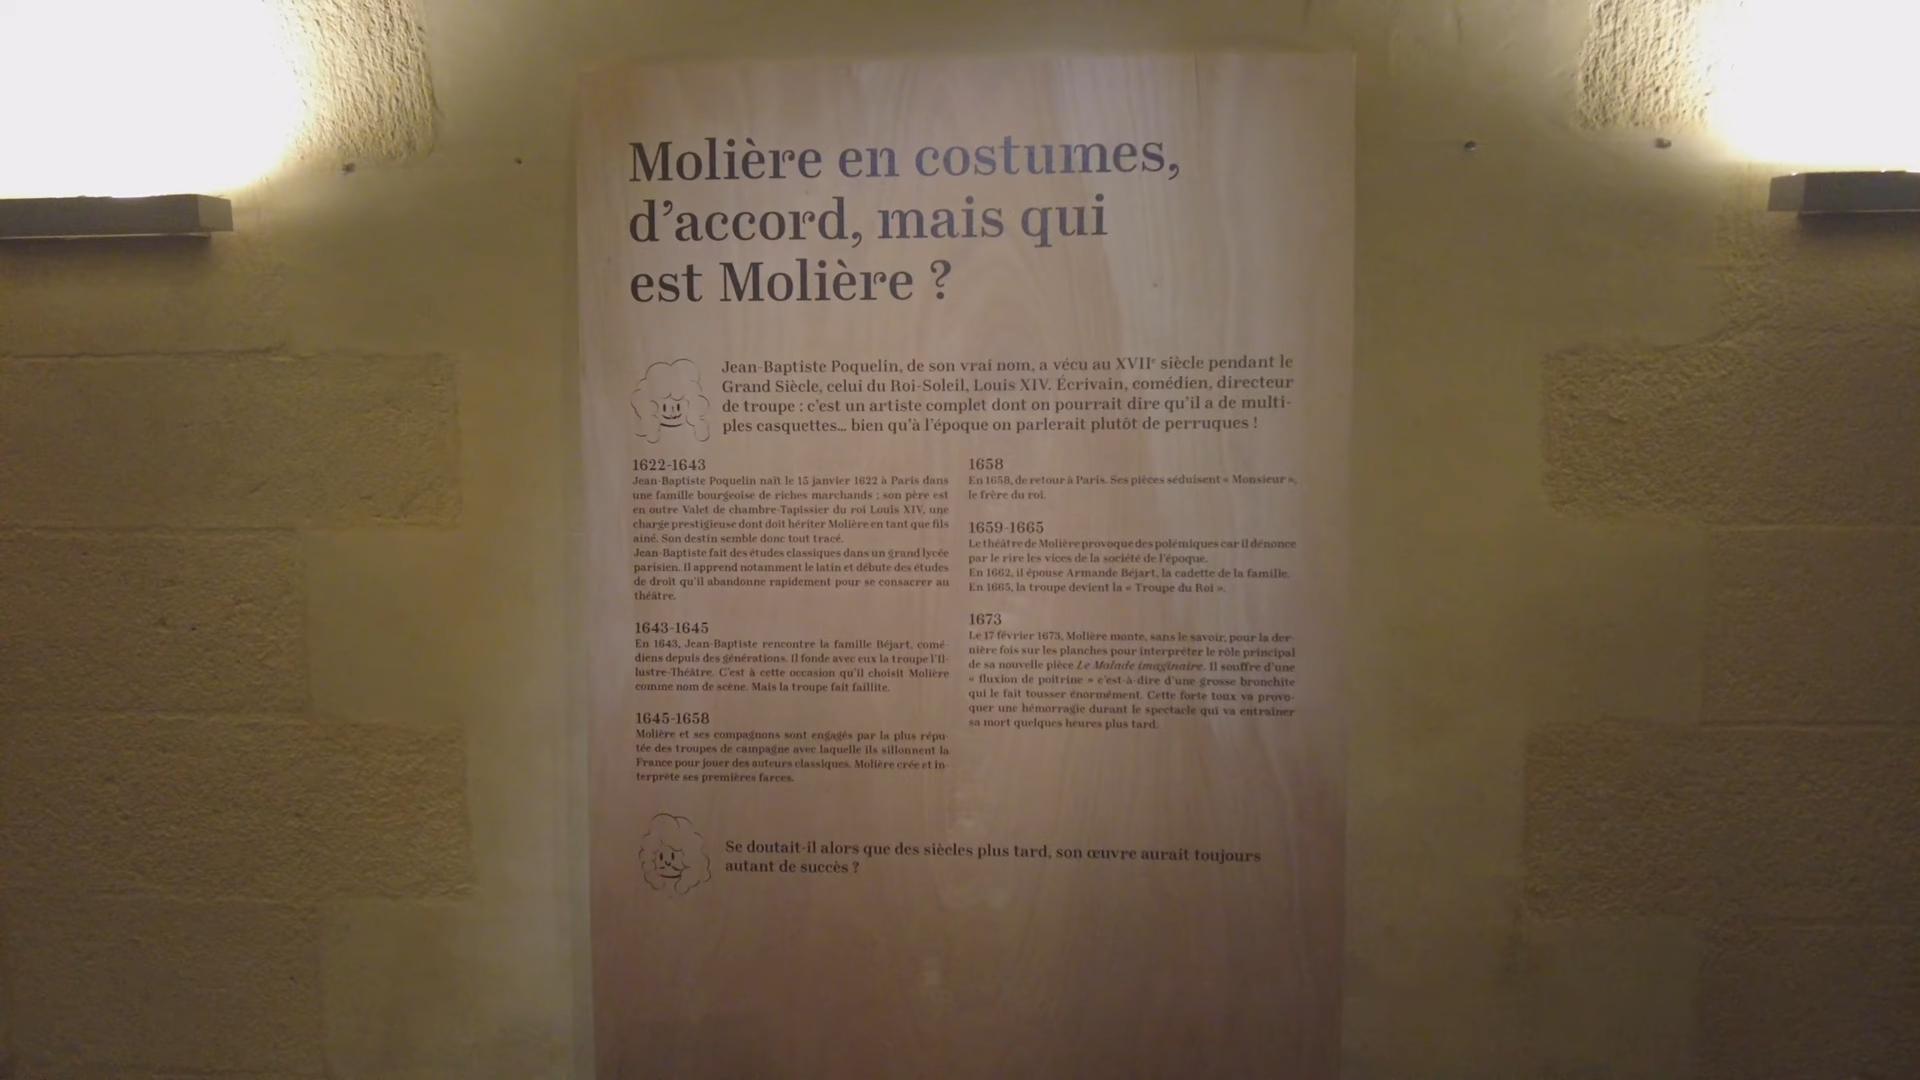 Molière en costumes,
d'accord, mais qui
est Molière ?
Jean-Baptiste Poquelin, de son vrai nom, a vécu au XVIIe siècle pendant le
Grand Siècle, celui du Roi-Soleil, Louis XIV. Écrivain, comédien, directeur
de troupe : c'est un artiste complet dont on pourrait dire qu'il a de multi-
ples casquettes... bien qu'à l'époque on parlerait plutôt de perruques !
1622-1643
Jean-Baptiste Poquelin naît le 15 janvier 1622 à Paris dans
une famille bourgeoise de riches marchands ; son père est
en outre Valet de chambre-Tapissier du roi Louis XIV, une
charge prestigieuse dont doit hériter Molière en tant que fils
aîné. Son destin semble donc tout tracé.
Jean-Baptiste fait des études classiques dans un grand lycée
parisien. Il apprend notamment le latin et débute des études
de droit qu'il abandonne rapidement pour se consacrer au
théâtre.
1643-1645
En 1643, Jean-Baptiste rencontre la famille Béjart, comé-
diens depuis des générations. Il fonde avec eux la troupe l'Il-
lustre-Théâtre. C'est à cette occasion qu'il choisit Molière
comme nom de scène. Mais la troupe fait faillite.
1645-1658
Molière et ses compagnons sont engagés par la plus répu-
tée des troupes de campagne avec laquelle ils sillonnent la
France pour jouer des auteurs classiques. Molière crée et in-
terprète ses premières farces.
1658
En 1658, de retour à Paris. Ses pièces séduisent « Monsieur »,
le frère du roi.
1659-1665
Le théâtre de Molière provoque des polémiques car il dénonce
par le rire les vices de la société de l'époque.
En 1662, il épouse Armande Béjart, la cadette de la famille.
En 1665, la troupe devient la « Troupe du Roi ».
1673
Le 17 février 1673, Molière monte, sans le savoir, pour la der-
nière fois sur les planches pour interpréter le rôle principal
de sa nouvelle pièce Le Malade imaginaire. Il souffre d'une
« fluxion de poitrine » c'est-à-dire d'une grosse bronchite
qui le fait tousser énormément. Cette forte toux va provo-
quer une hémorragie durant le spectacle qui va entraîner
sa mort quelques heures plus tard.
Se doutait-il alors que des siècles plus tard, son œuvre aurait toujours
autant de succès ?